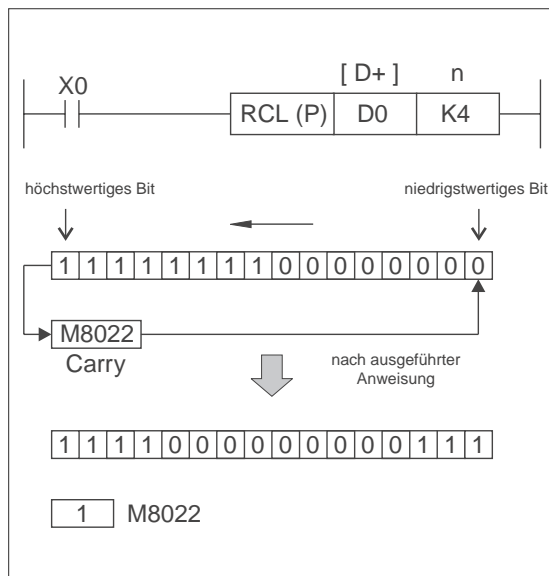 [ D+ ] n
X0
RCL (P) D0 K4
höchstwertiges Bit niedrigstwertiges Bit
1 1 1 1 1 1 1 1 0 0 0 0 0 0 0 0
M8022
Carry
nach ausgeführter
Anweisung
1 1 1 1 0 0 0 0 0 0 0 0 0 1 1 1
1 M8022